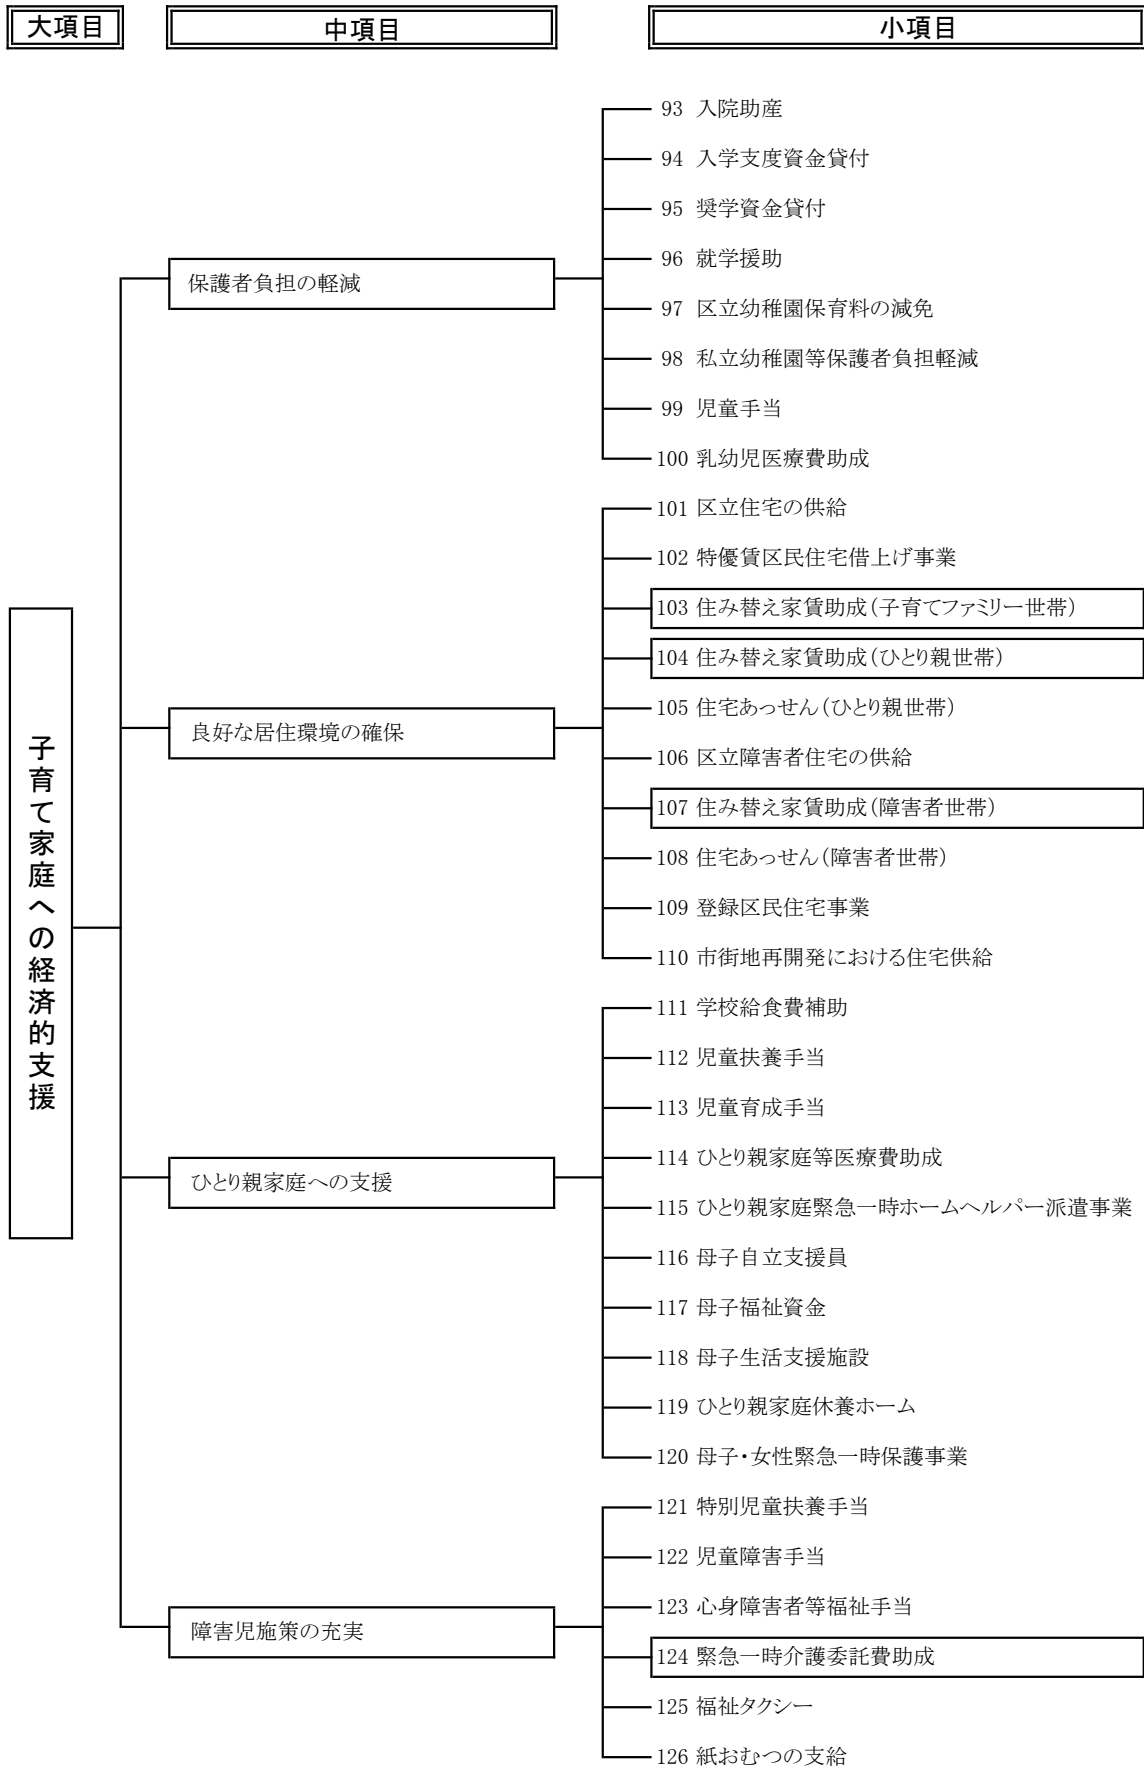 大項目
中項目
小項目
子育て家庭への経済的支援
保護者負担の軽減
93 入院助産
94 入学支度資金貸付
95 奨学資金貸付
96 就学援助
97 区立幼稚園保育料の減免
98 私立幼稚園等保護者負担軽減
99 児童手当
100 乳幼児医療費助成
良好な居住環境の確保
101 区立住宅の供給
102 特優賃区民住宅借上げ事業
103 住み替え家賃助成(子育てファミリー世帯)
104 住み替え家賃助成(ひとり親世帯)
105 住宅あっせん(ひとり親世帯)
106 区立障害者住宅の供給
107 住み替え家賃助成(障害者世帯)
108 住宅あっせん(障害者世帯)
109 登録区民住宅事業
110 市街地再開発における住宅供給
ひとり親家庭への支援
111 学校給食費補助
112 児童扶養手当
113 児童育成手当
114 ひとり親家庭等医療費助成
115 ひとり親家庭緊急一時ホームヘルパー派遣事業
116 母子自立支援員
117 母子福祉資金
118 母子生活支援施設
119 ひとり親家庭休養ホーム
120 母子・女性緊急一時保護事業
障害児施策の充実
121 特別児童扶養手当
122 児童障害手当
123 心身障害者等福祉手当
124 緊急一時介護委託費助成
125 福祉タクシー
126 紙おむつの支給